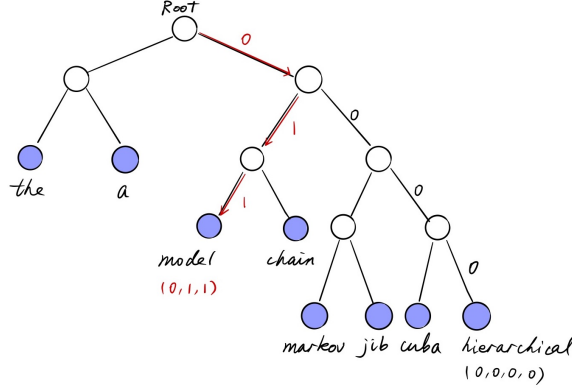 Root
0
1
0
1
0
0
the
a
model
chain
(0,1,1)
markov
jib
cuba
hierarchical
(0,0,0,0)